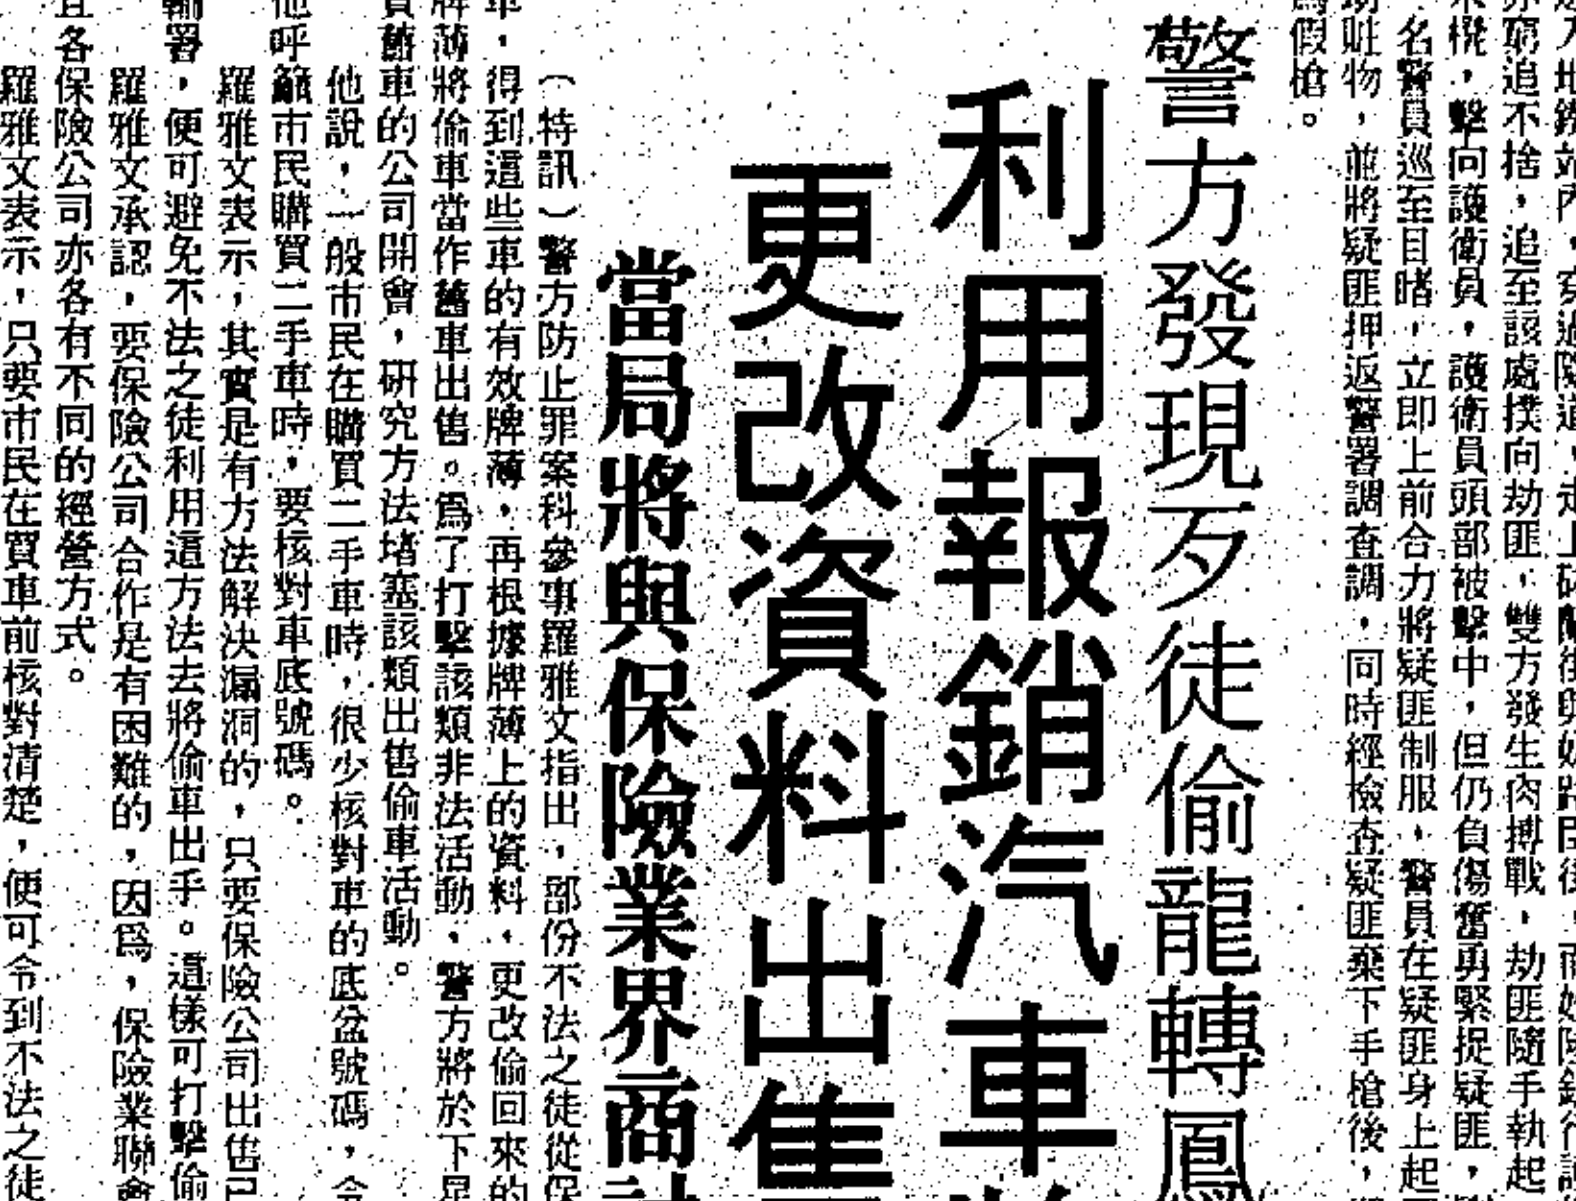 亦窮追不捨，追至該處撲向劫匪，雙方發生肉搏戰，劫匪隨手執起
擊向護衛員，護衛員頭部被擊中，但仍負傷奮勇緊捉疑匪，
名警員巡至目睹，立即上前合力將疑匪制服，警員在疑匪身上起
劫賍物，並將疑匪押返警署調查調，同時經檢查疑匪棄下手槍後，
爲假槍。
警方發現歹徒偷龍轉鳳
利用報銷汽車
更改資料出售
當局將與保險業界商討
（特訊）警方防止罪案科參事羅雅文指出，部份不法之徒從保
車，得到這些車的有效牌薄，再根據牌薄上的資料，更改偷回來的
牌薄將偷車當作舊車出售。爲了打擊該類非法活動，警方將於下星
買舊車的公司開會，研究方法堵塞該類出售偷車活動。
他說，一般市民在購買二手車時，很少核對車的底盆號碼，令
他呼籲市民購買二手車時，要核對車底號碼。
羅雅文表示，其實是有方法解決漏洞的，只要保險公司出售已
輸署，便可避免不法之徒利用這方法去將偷車出手。這樣可打擊偷
羅雅文承認，要保險公司合作是有困難的，因爲，保險業聯會
且各保險公司亦各有不同的經營方式。
羅雅文表示，只要市民在買車前核對清楚，便可令到不法之徒